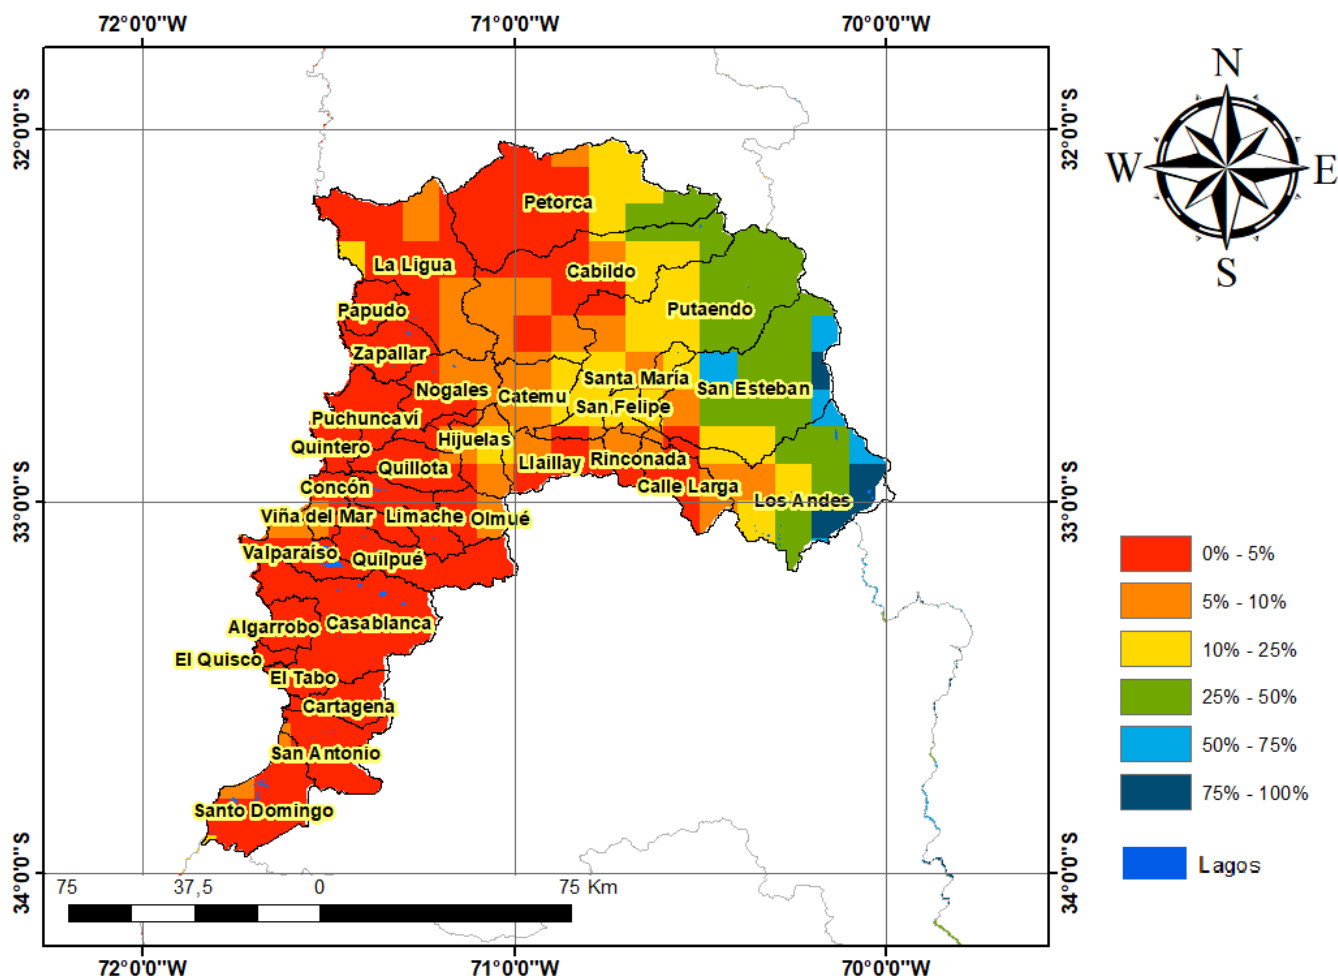 72°0'0"W 71°0'0"W 70°0'0"W
N
W E
S
32°0'0"S 32°0'0"S
Petorca
La Ligua
Cabildo
Papudo
Putaendo
Zapallar
Santa María
Nogales
Catemu
San Esteban
San Felipe
Puchuncaví
Hijuelas
Quintero
Llaillay
Rinconada
Quillota
Concón
Calle Larga
Los Andes
33°0'0"S 33°0'0"S
Viña del Mar
Limache
Olmué
Valparaíso
Quilpué
Algarrobo
Casablanca
El Quisco
El Tabo
Cartagena
San Antonio
Santo Domingo
0% - 5%
5% - 10%
10% - 25%
25% - 50%
50% - 75%
75% - 100%
Lagos
34°0'0"S 34°0'0"S
75 37,5 0 75 Km
72°0'0"W 71°0'0"W 70°0'0"W